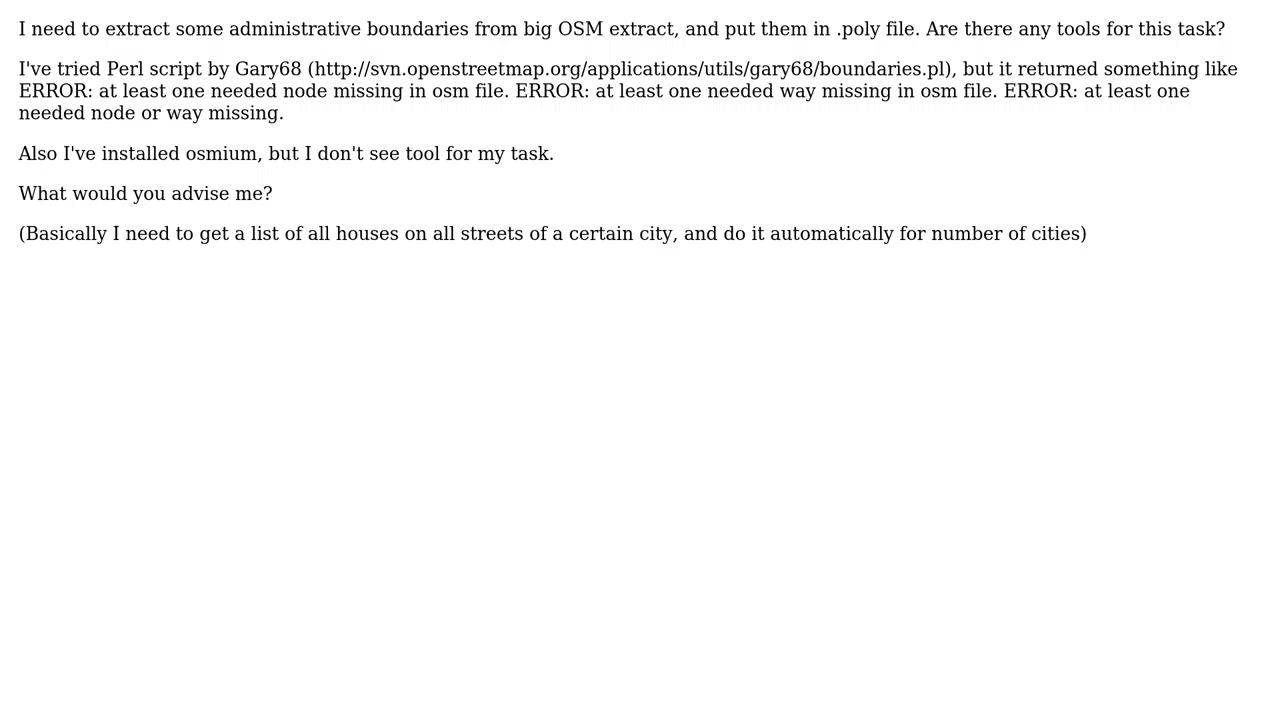 I need to extract some administrative boundaries from big OSM extract, and put them in .poly file. Are there any tools for this task?
I've tried Perl script by Gary68 (http://svn.openstreetmap.org/applications/utils/gary68/boundaries.pl), but it returned something like
ERROR: at least one needed node missing in osm file. ERROR: at least one needed way missing in osm file. ERROR: at least one
needed node or way missing.
Also I've installed osmium, but I don't see tool for my task.
What would you advise me?
(Basically I need to get a list of all houses on all streets of a certain city, and do it automatically for number of cities)